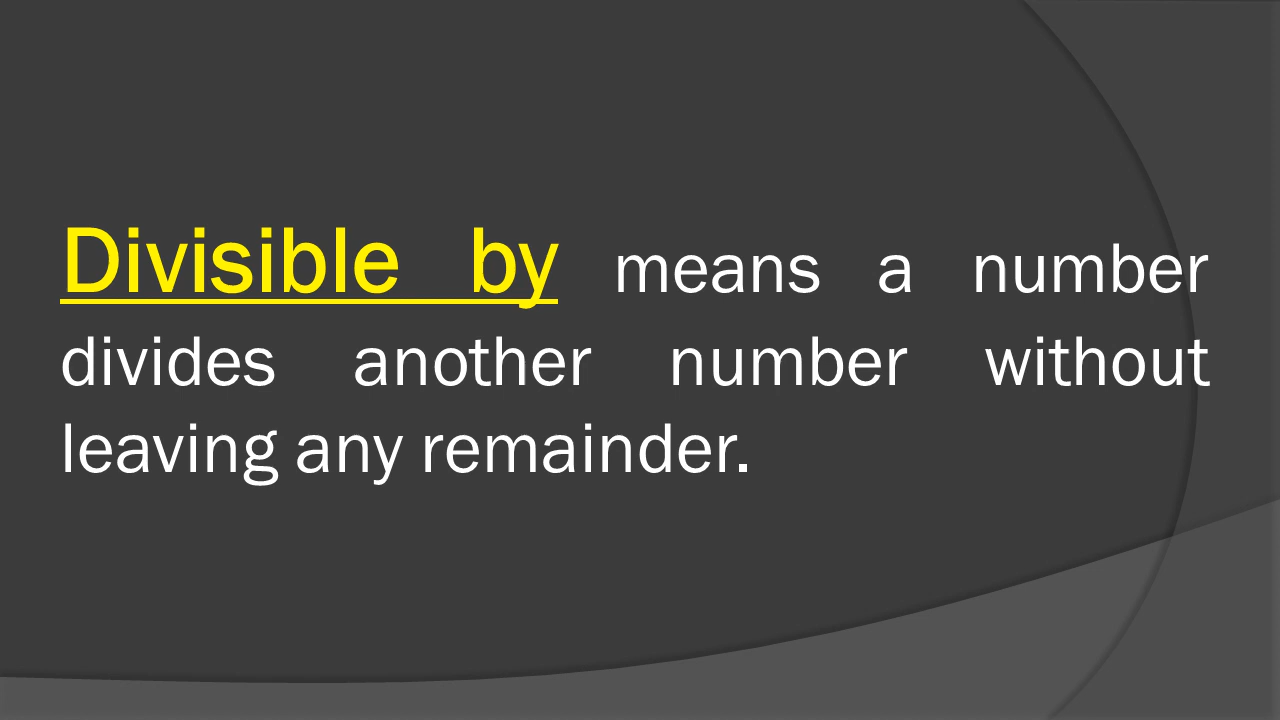 Divisible by means a number
divides another number without
leaving any remainder.